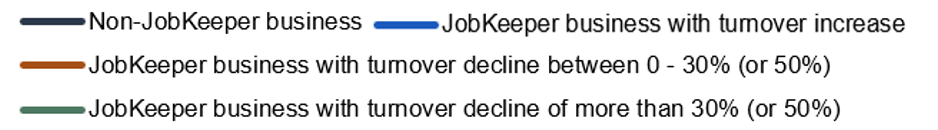 Non-JobKeeper business JobKeeper business with turnover increase
JobKeeper business with turnover decline between 0 - 30% (or 50%)
JobKeeper business with turnover decline of more than 30% (or 50%)